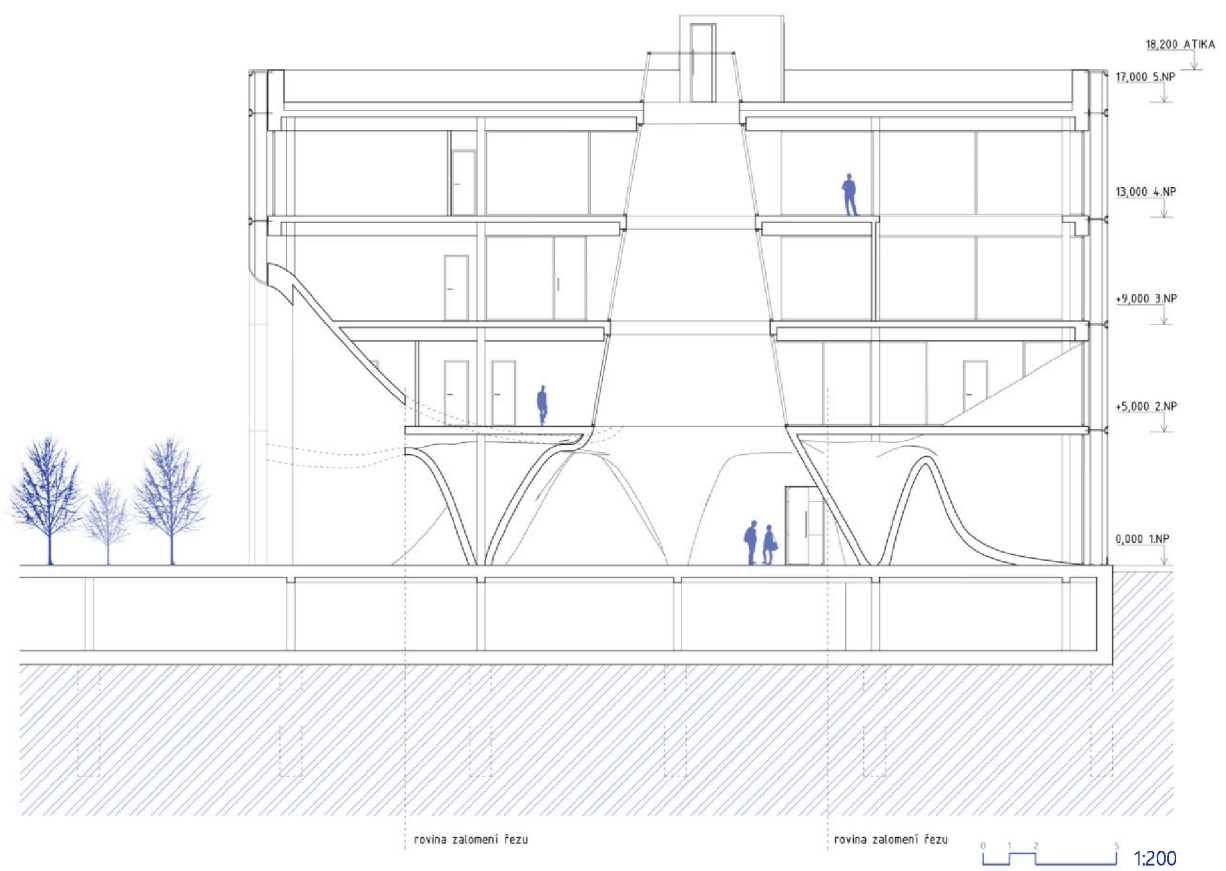 18,200 ATIKA
17,000 5.NP
13,000 4.NP
+9,000 3.NP
+5,000 2.NP
0,000 1.NP
rovina zalomení řezu
rovina zalomení řezu
0 1 2 5
1:200